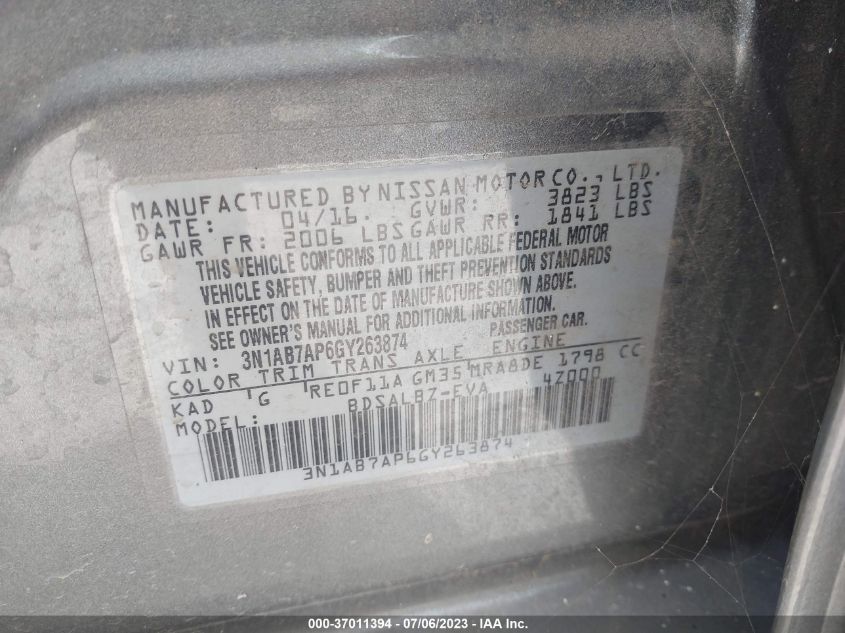 MANUFACTURED BY NISSAN MOTOR CO., LTD.
DATE: 04/16. GVWR: 3823 LBS
GAWR FR: 2006 LBS GAWR RR: 1841 LBS
THIS VEHICLE CONFORMS TO ALL APPLICABLE FEDERAL MOTOR
VEHICLE SAFETY, BUMPER AND THEFT PREVENTION STANDARDS
IN EFFECT ON THE DATE OF MANUFACTURE SHOWN ABOVE.
SEE OWNER'S MANUAL FOR ADDITIONAL INFORMATION.
VIN: 3N1AB7AP6GY263874 PASSENGER CAR.
COLOR TRIM TRANS AXLE ENGINE
KAD G RE0F11A GM35 MRA8DE 1798 CC
MODEL: BDSALBZ-EVA 4Z000
3N1AB7AP6GY263874
000-37011394 - 07/06/2023 - IAA Inc.